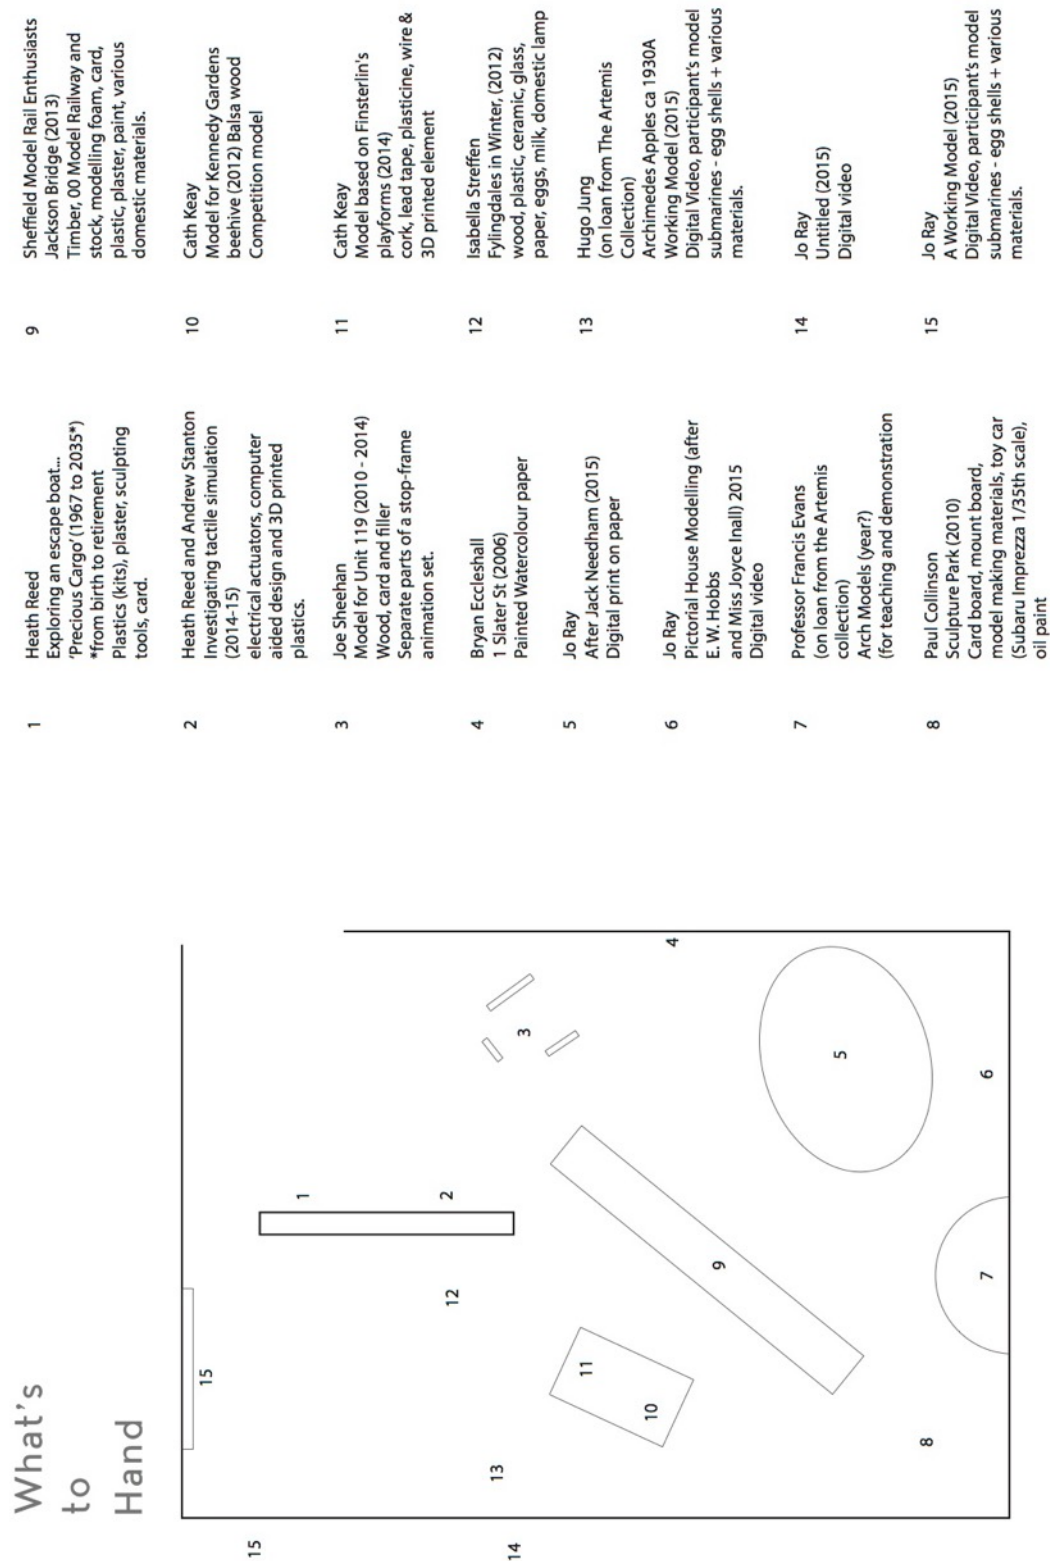 What's
to
Hand
15
14
15
13
12
1
2
3
4
11
10
9
5
6
7
8
1
Heath Reed
Exploring an escape boat...
'Precious Cargo' (1967 to 2035*)
*from birth to retirement
Plastics (kits), plaster, sculpting
tools, card.
2
Heath Reed and Andrew Stanton
Investigating tactile simulation
(2014-15)
electrical actuators, computer
aided design and 3D printed
plastics.
3
Joe Sheehan
Model for Unit 119 (2010 - 2014)
Wood, card and filler
Separate parts of a stop-frame
animation set.
4
Bryan Eccleshall
1 Slater St (2006)
Painted Watercolour paper
5
Jo Ray
After Jack Needham (2015)
Digital print on paper
6
Jo Ray
Pictorial House Modelling (after
E. W. Hobbs
and Miss Joyce Inall) 2015
Digital video
7
Professor Francis Evans
(on loan from the Artemis
collection)
Arch Models (year?)
(for teaching and demonstration
8
Paul Collinson
Sculpture Park (2010)
Card board, mount board,
model making materials, toy car
(Subaru Imprezza 1/35th scale),
oil paint
9
Sheffield Model Rail Enthusiasts
Jackson Bridge (2013)
Timber, 00 Model Railway and
stock, modelling foam, card,
plastic, plaster, paint, various
domestic materials.
10
Cath Keay
Model for Kennedy Gardens
beehive (2012) Balsa wood
Competition model
11
Cath Keay
Model based on Finsterlin's
playforms (2014)
cork, lead tape, plasticine, wire &
3D printed element
12
Isabella Streffen
Fylingdales in Winter, (2012)
wood, plastic, ceramic, glass,
paper, eggs, milk, domestic lamp
13
Hugo Jung
(on loan from The Artemis
Collection)
Archimedes Apples ca 1930A
Working Model (2015)
Digital Video, participant's model
submarines - egg shells + various
materials.
14
Jo Ray
Untitled (2015)
Digital video
15
Jo Ray
A Working Model (2015)
Digital Video, participant's model
submarines - egg shells + various
materials.